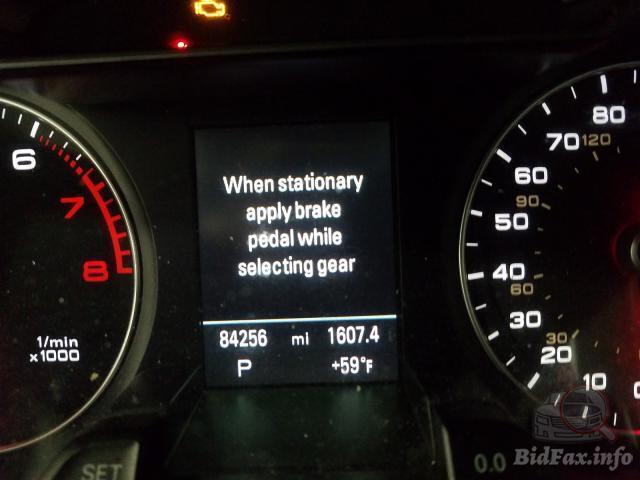 6
7
8
1/min
x1000
When stationary
apply brake
pedal while
selecting gear
84256 mi 1607.4
P +59°F
80
70 120
60
90
50
40
60
30
30
20
10
0
SET
0.0
BidFax.info